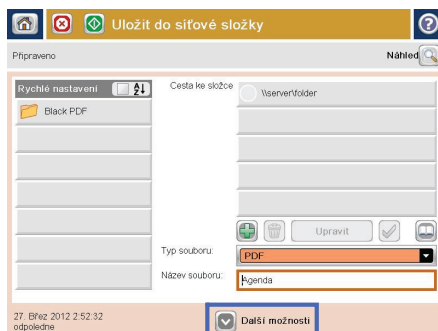 Uložit do síťové složky
Připraveno
Náhled
Rychlé nastavení
Cesta ke složce
\\server\folder
Black PDF
Upravit
Typ souboru:
PDF
Název souboru:
Agenda
27. Břez 2012 2:52:32
odpoledne
Další možnosti